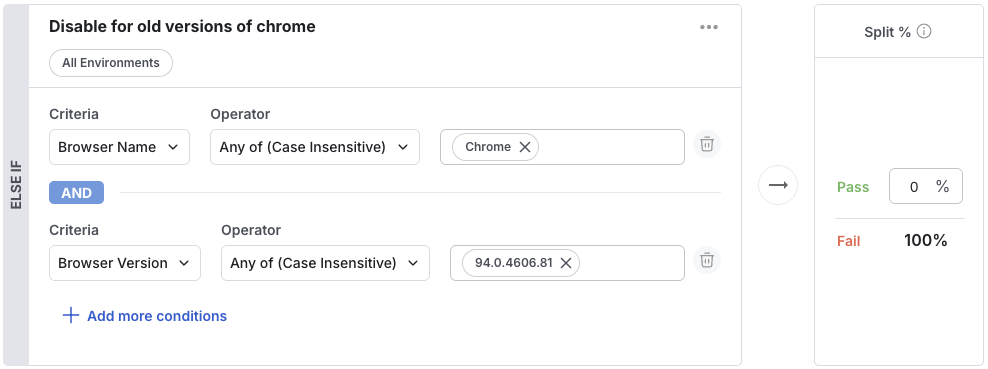 Disable for old versions of chrome
All Environments
Split %
ELSE IF
Criteria Operator
Browser Name Any of (Case Insensitive) Chrome
AND
Criteria Operator
Browser Version Any of (Case Insensitive) 94.0.4606.81
Add more conditions
Pass 0 %
Fail 100%